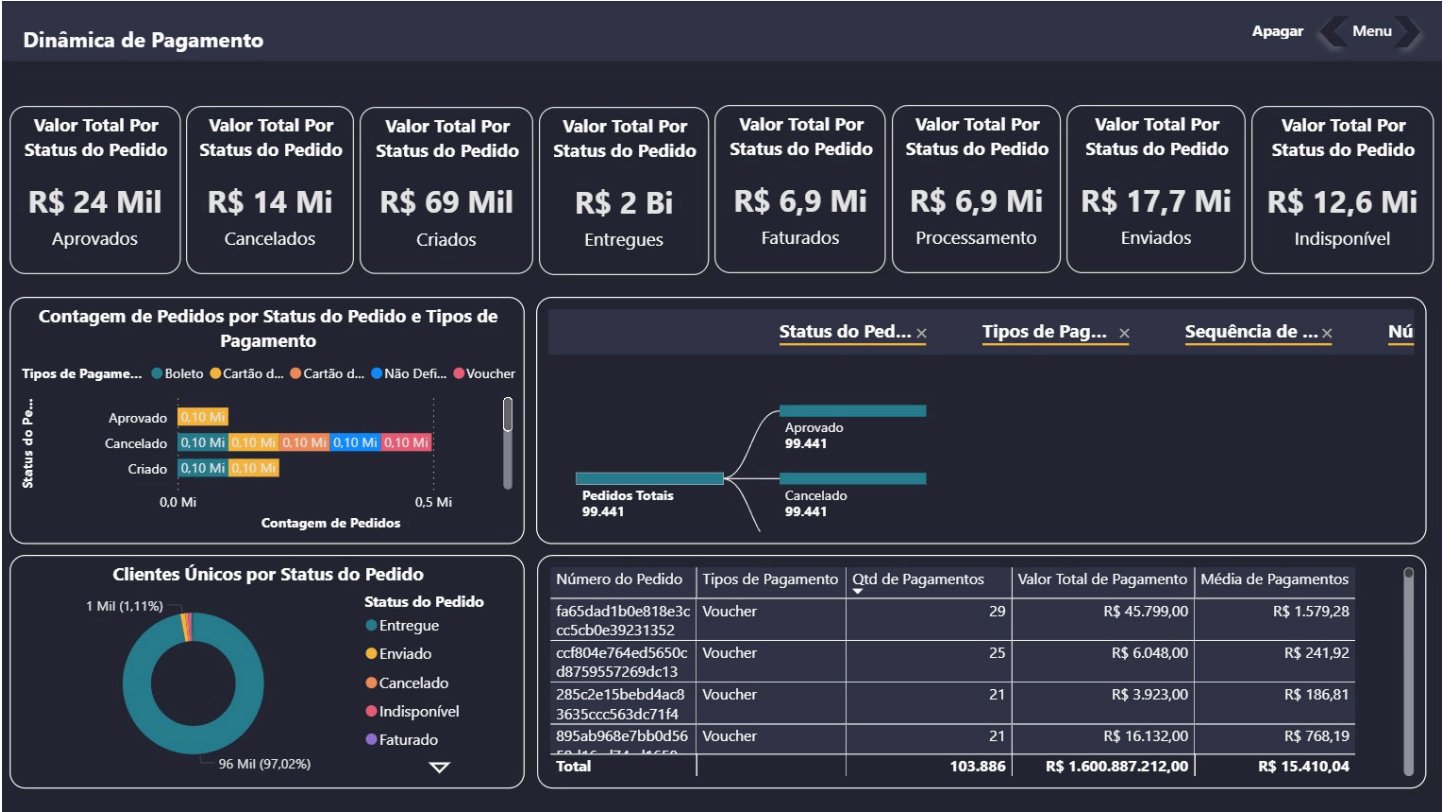 Dinâmica de Pagamento
Apagar
Menu
Valor Total Por
Status do Pedido
R$ 24 Mil
Aprovados
Valor Total Por
Status do Pedido
R$ 14 Mi
Cancelados
Valor Total Por
Status do Pedido
R$ 69 Mil
Criados
Valor Total Por
Status do Pedido
R$ 2 Bi
Entregues
Valor Total Por
Status do Pedido
R$ 6,9 Mi
Faturados
Valor Total Por
Status do Pedido
R$ 6,9 Mi
Processamento
Valor Total Por
Status do Pedido
R$ 17,7 Mi
Enviados
Valor Total Por
Status do Pedido
R$ 12,6 Mi
Indisponível
Contagem de Pedidos por Status do Pedido e Tipos de
Pagamento
Tipos de Pagame... Boleto Cartão d... Cartão d... Não Defi... Voucher
Status do Pe...
Aprovado 0,10 Mi
Cancelado 0,10 Mi 0,10 Mi 0,10 Mi 0,10 Mi 0,10 Mi
Criado 0,10 Mi 0,10 Mi
0,0 Mi 0,5 Mi
Contagem de Pedidos
Status do Ped... × Tipos de Pag... × Sequência de ... × Nú
Aprovado
99.441
Pedidos Totais
99.441
Cancelado
99.441
Clientes Únicos por Status do Pedido
1 Mil (1,11%)
96 Mil (97,02%)
Status do Pedido
Entregue
Enviado
Cancelado
Indisponível
Faturado
Número do Pedido Tipos de Pagamento Qtd de Pagamentos Valor Total de Pagamento Média de Pagamentos
fa65dad1b0e818e3c Voucher 29 R$ 45.799,00 R$ 1.579,28
cc5cb0e39231352
ccf804e764ed5650c Voucher 25 R$ 6.048,00 R$ 241,92
d8759557269dc13
285c2e15bebd4ac8 Voucher 21 R$ 3.923,00 R$ 186,81
3635ccc563dc71f4
895ab968e7bb0d56 Voucher 21 R$ 16.132,00 R$ 768,19
Total 103.886 R$ 1.600.887.212,00 R$ 15.410,04